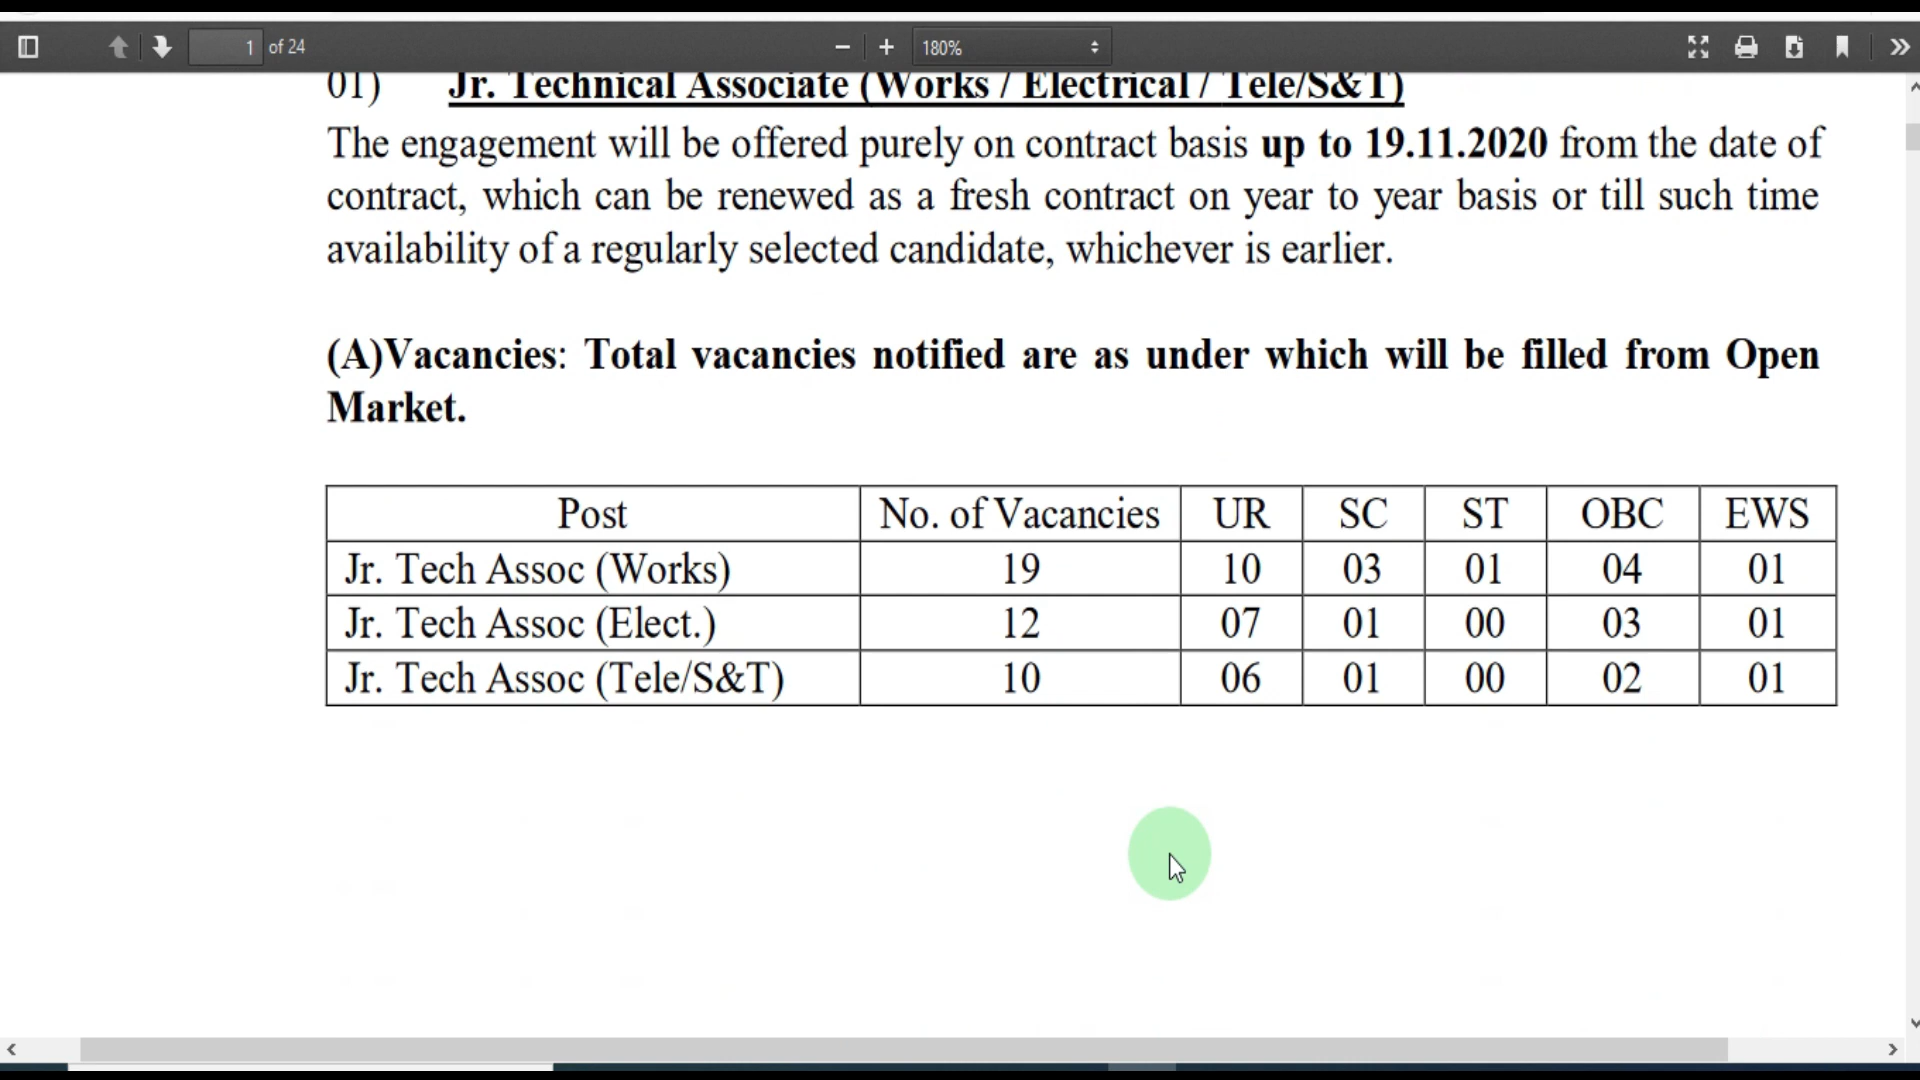 1 of 24 180%
01) Jr. Technical Associate (Works / Electrical / Tele/S&T)
The engagement will be offered purely on contract basis up to 19.11.2020 from the date of
contract, which can be renewed as a fresh contract on year to year basis or till such time
availability of a regularly selected candidate, whichever is earlier.
(A)Vacancies: Total vacancies notified are as under which will be filled from Open
Market.
Post No. of Vacancies UR SC ST OBC EWS
Jr. Tech Assoc (Works) 19 10 03 01 04 01
Jr. Tech Assoc (Elect.) 12 07 01 00 03 01
Jr. Tech Assoc (Tele/S&T) 10 06 01 00 02 01